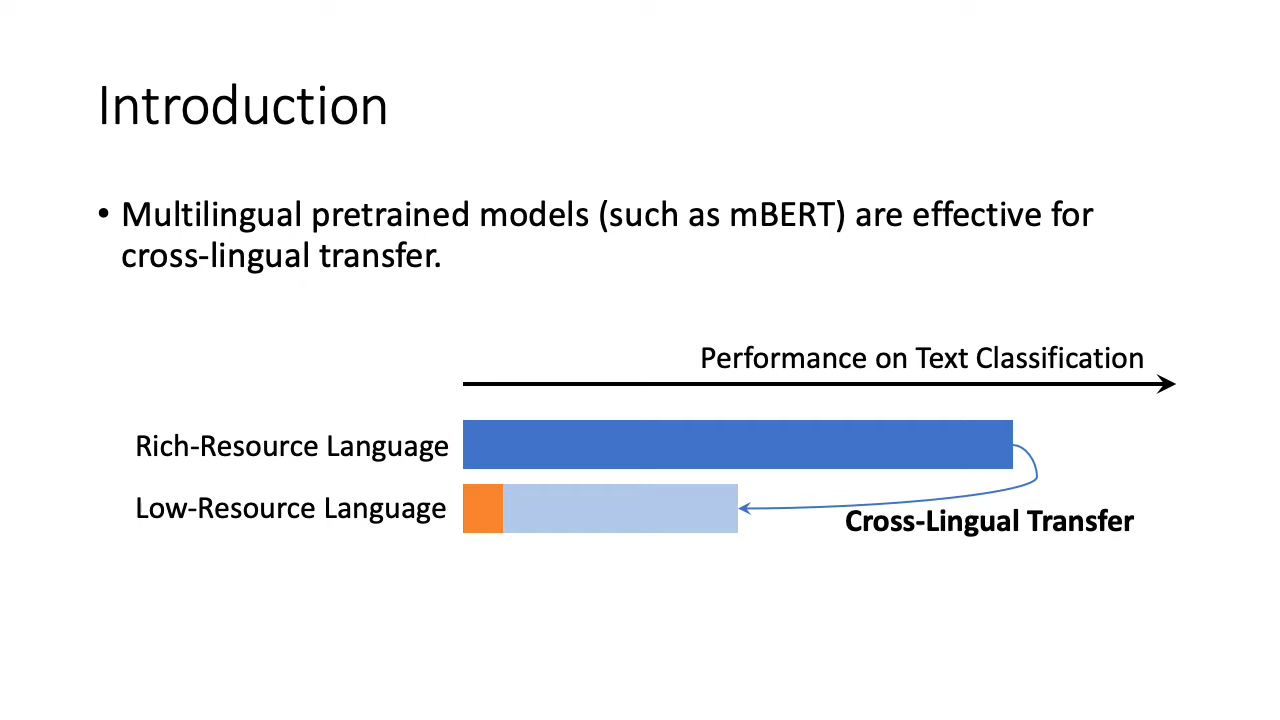 Introduction
• Multilingual pretrained models (such as mBERT) are effective for
cross-lingual transfer.
Performance on Text Classification
Rich-Resource Language
Low-Resource Language
Cross-Lingual Transfer